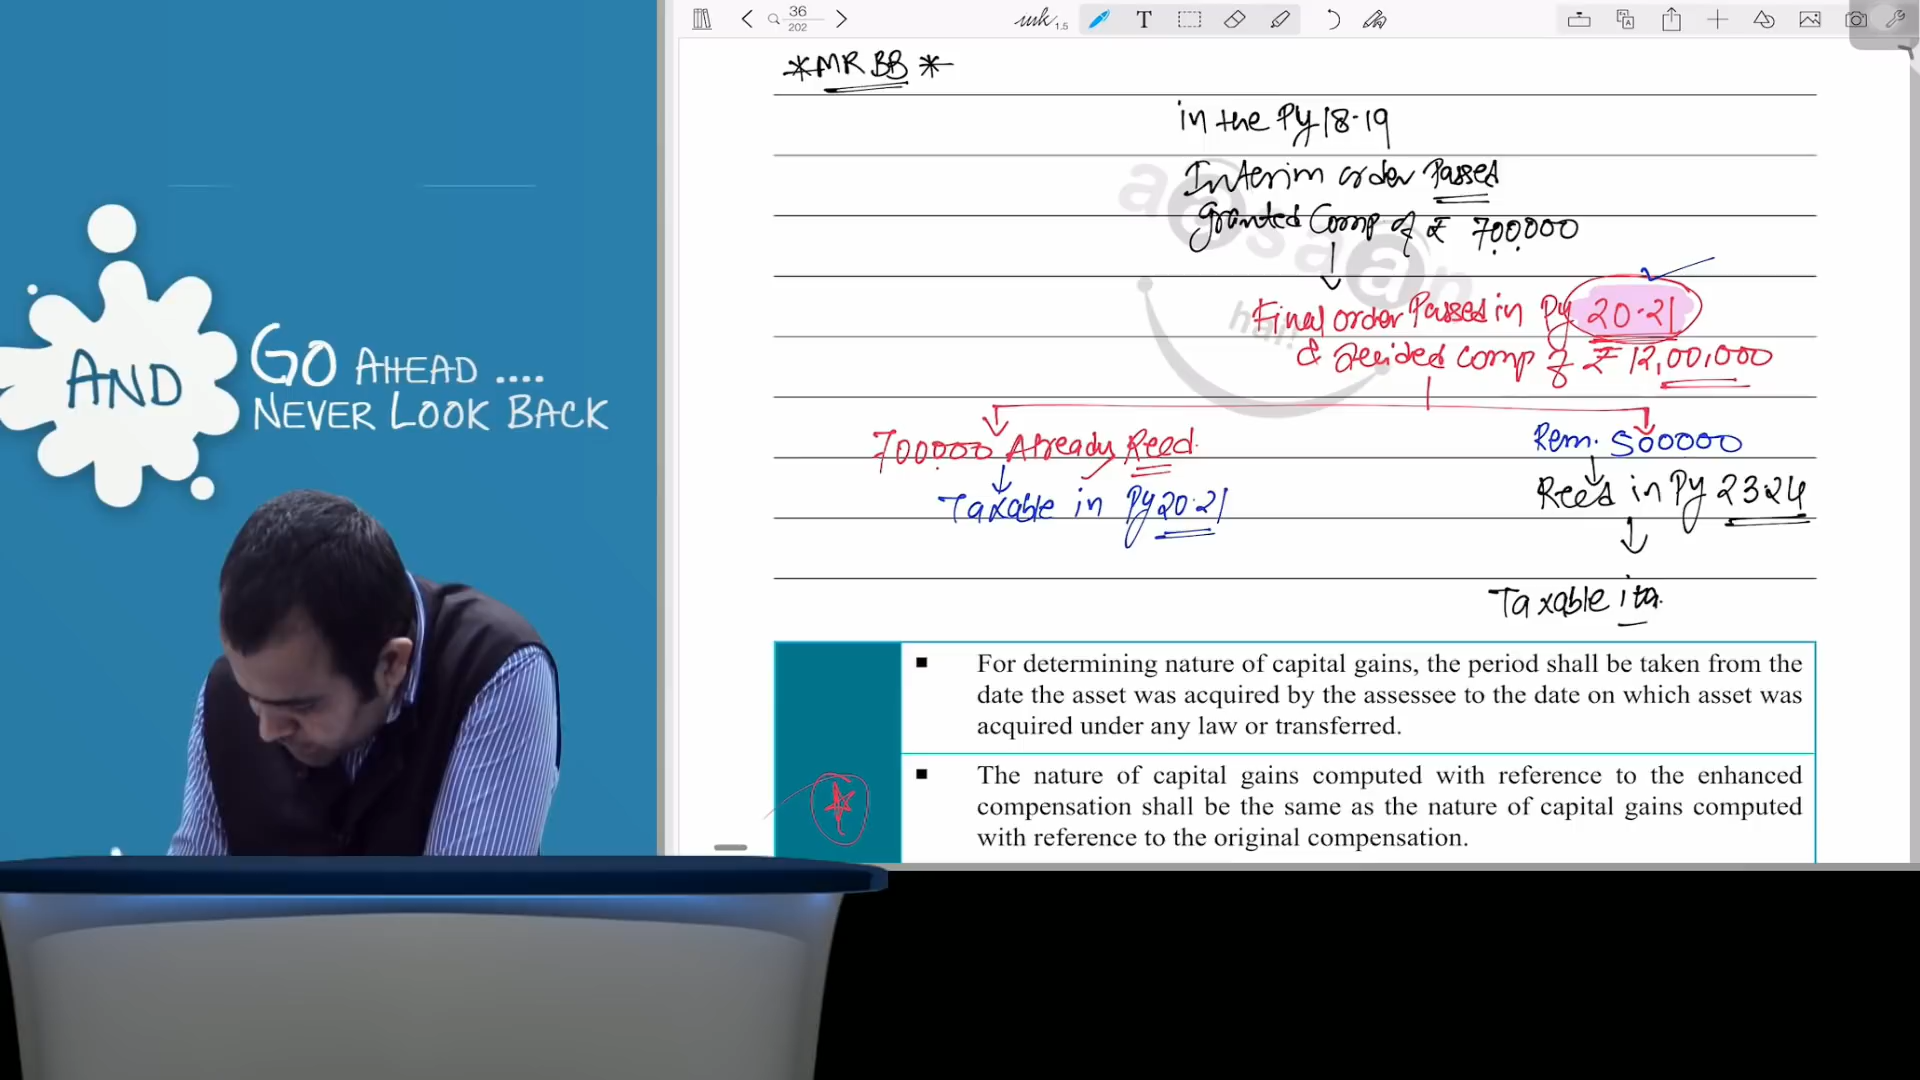 36
202
ink 1.5
T
*MR BB*
in the Py 18-19
Interim order Passed
granted Comp of ₹ 700000
aasaan
hai!
Final order Passed in Py 20-21
& decided comp of ₹ 12,00,000
700000 Already Recd.
Rem. 500000
Taxable in Py 20-21
Recd in Py 23-24
Taxable
AND
GO AHEAD ....
NEVER LOOK BACK
▪ For determining nature of capital gains, the period shall be taken from the
date the asset was acquired by the assessee to the date on which asset was
acquired under any law or transferred.
▪ The nature of capital gains computed with reference to the enhanced
compensation shall be the same as the nature of capital gains computed
with reference to the original compensation.